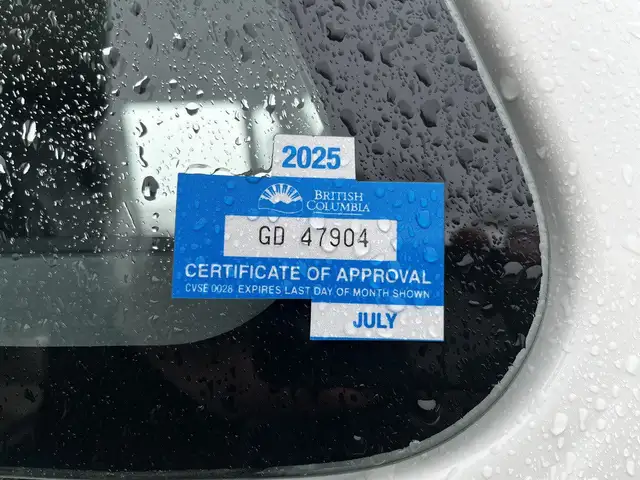 2025
BRITISH
COLUMBIA
GD 47904
CERTIFICATE OF APPROVAL
CVSE 0028 EXPIRES LAST DAY OF MONTH SHOWN
JULY